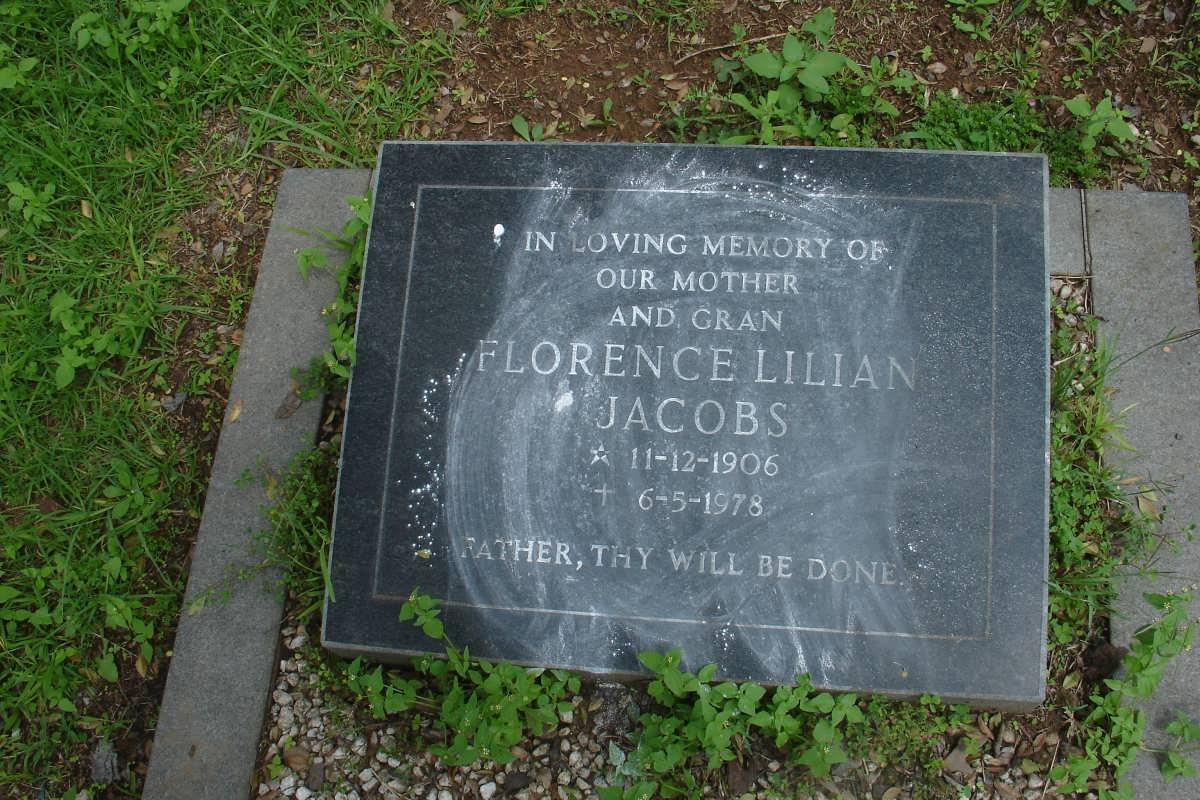 IN LOVING MEMORY OF
OUR MOTHER
AND GRAN
FLORENCE LILIAN
JACOBS
☆ 11-12-1906
✝ 6-5-1978
FATHER, THY WILL BE DONE.